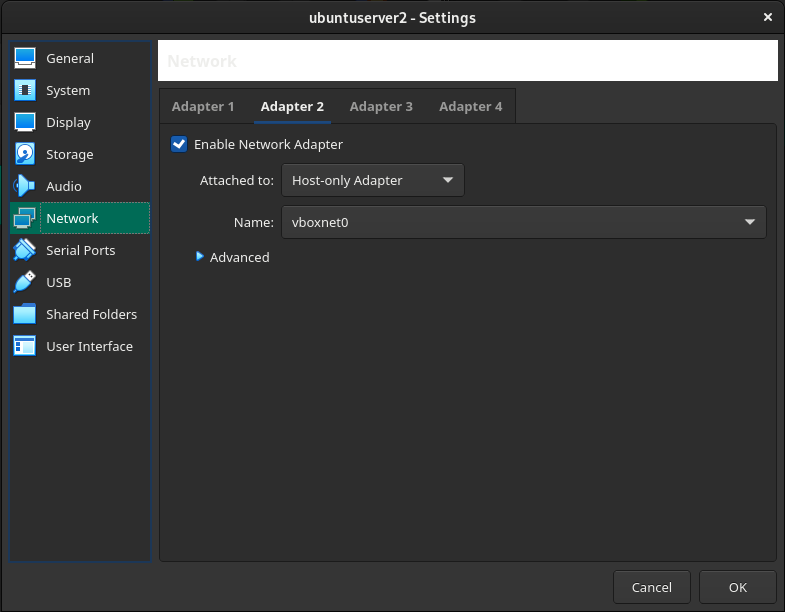 ubuntuserver2 - Settings
General
System
Display
Storage
Audio
Network
Serial Ports
USB
Shared Folders
User Interface
Network
Adapter 1 Adapter 2 Adapter 3 Adapter 4
Enable Network Adapter
Attached to: Host-only Adapter
Name: vboxnet0
Advanced
Cancel OK